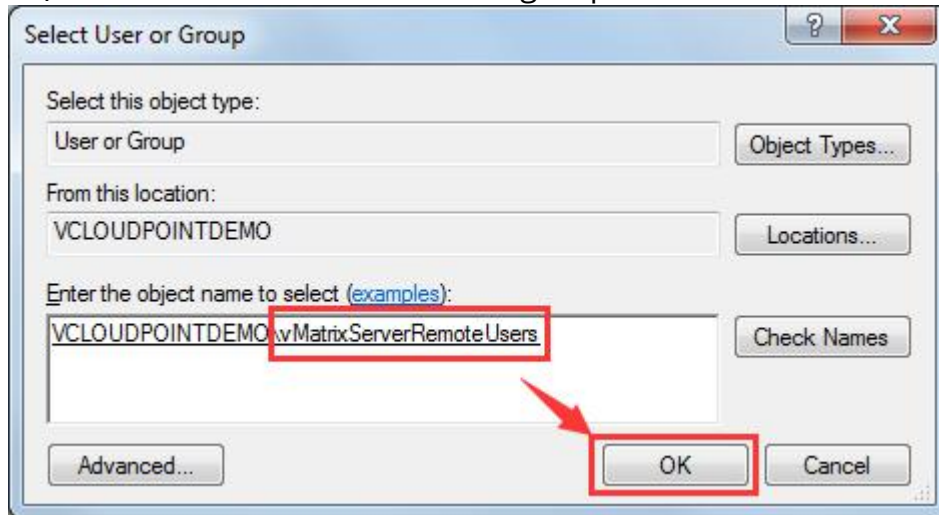 Select User or Group
Select this object type:
User or Group
Object Types...
From this location:
VCLOUDPOINTDEMO
Locations...
Enter the object name to select (examples):
VCLOUDPOINTDEMO\vMatrixServerRemoteUsers
Check Names
Advanced...
OK
Cancel